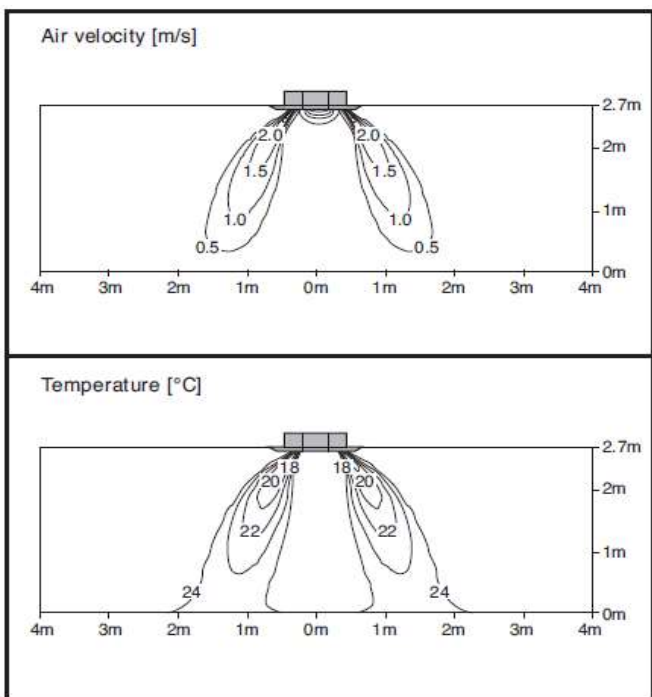 Air velocity [m/s]
2.7m
2.0 2.0 2m
1.5 1.5
1.0 1.0 1m
0.5 0.5
0m
4m 3m 2m 1m 0m 1m 2m 3m 4m
Temperature [°C]
2.7m
18 18
20 20 2m
22 22
1m
24 24
0m
4m 3m 2m 1m 0m 1m 2m 3m 4m